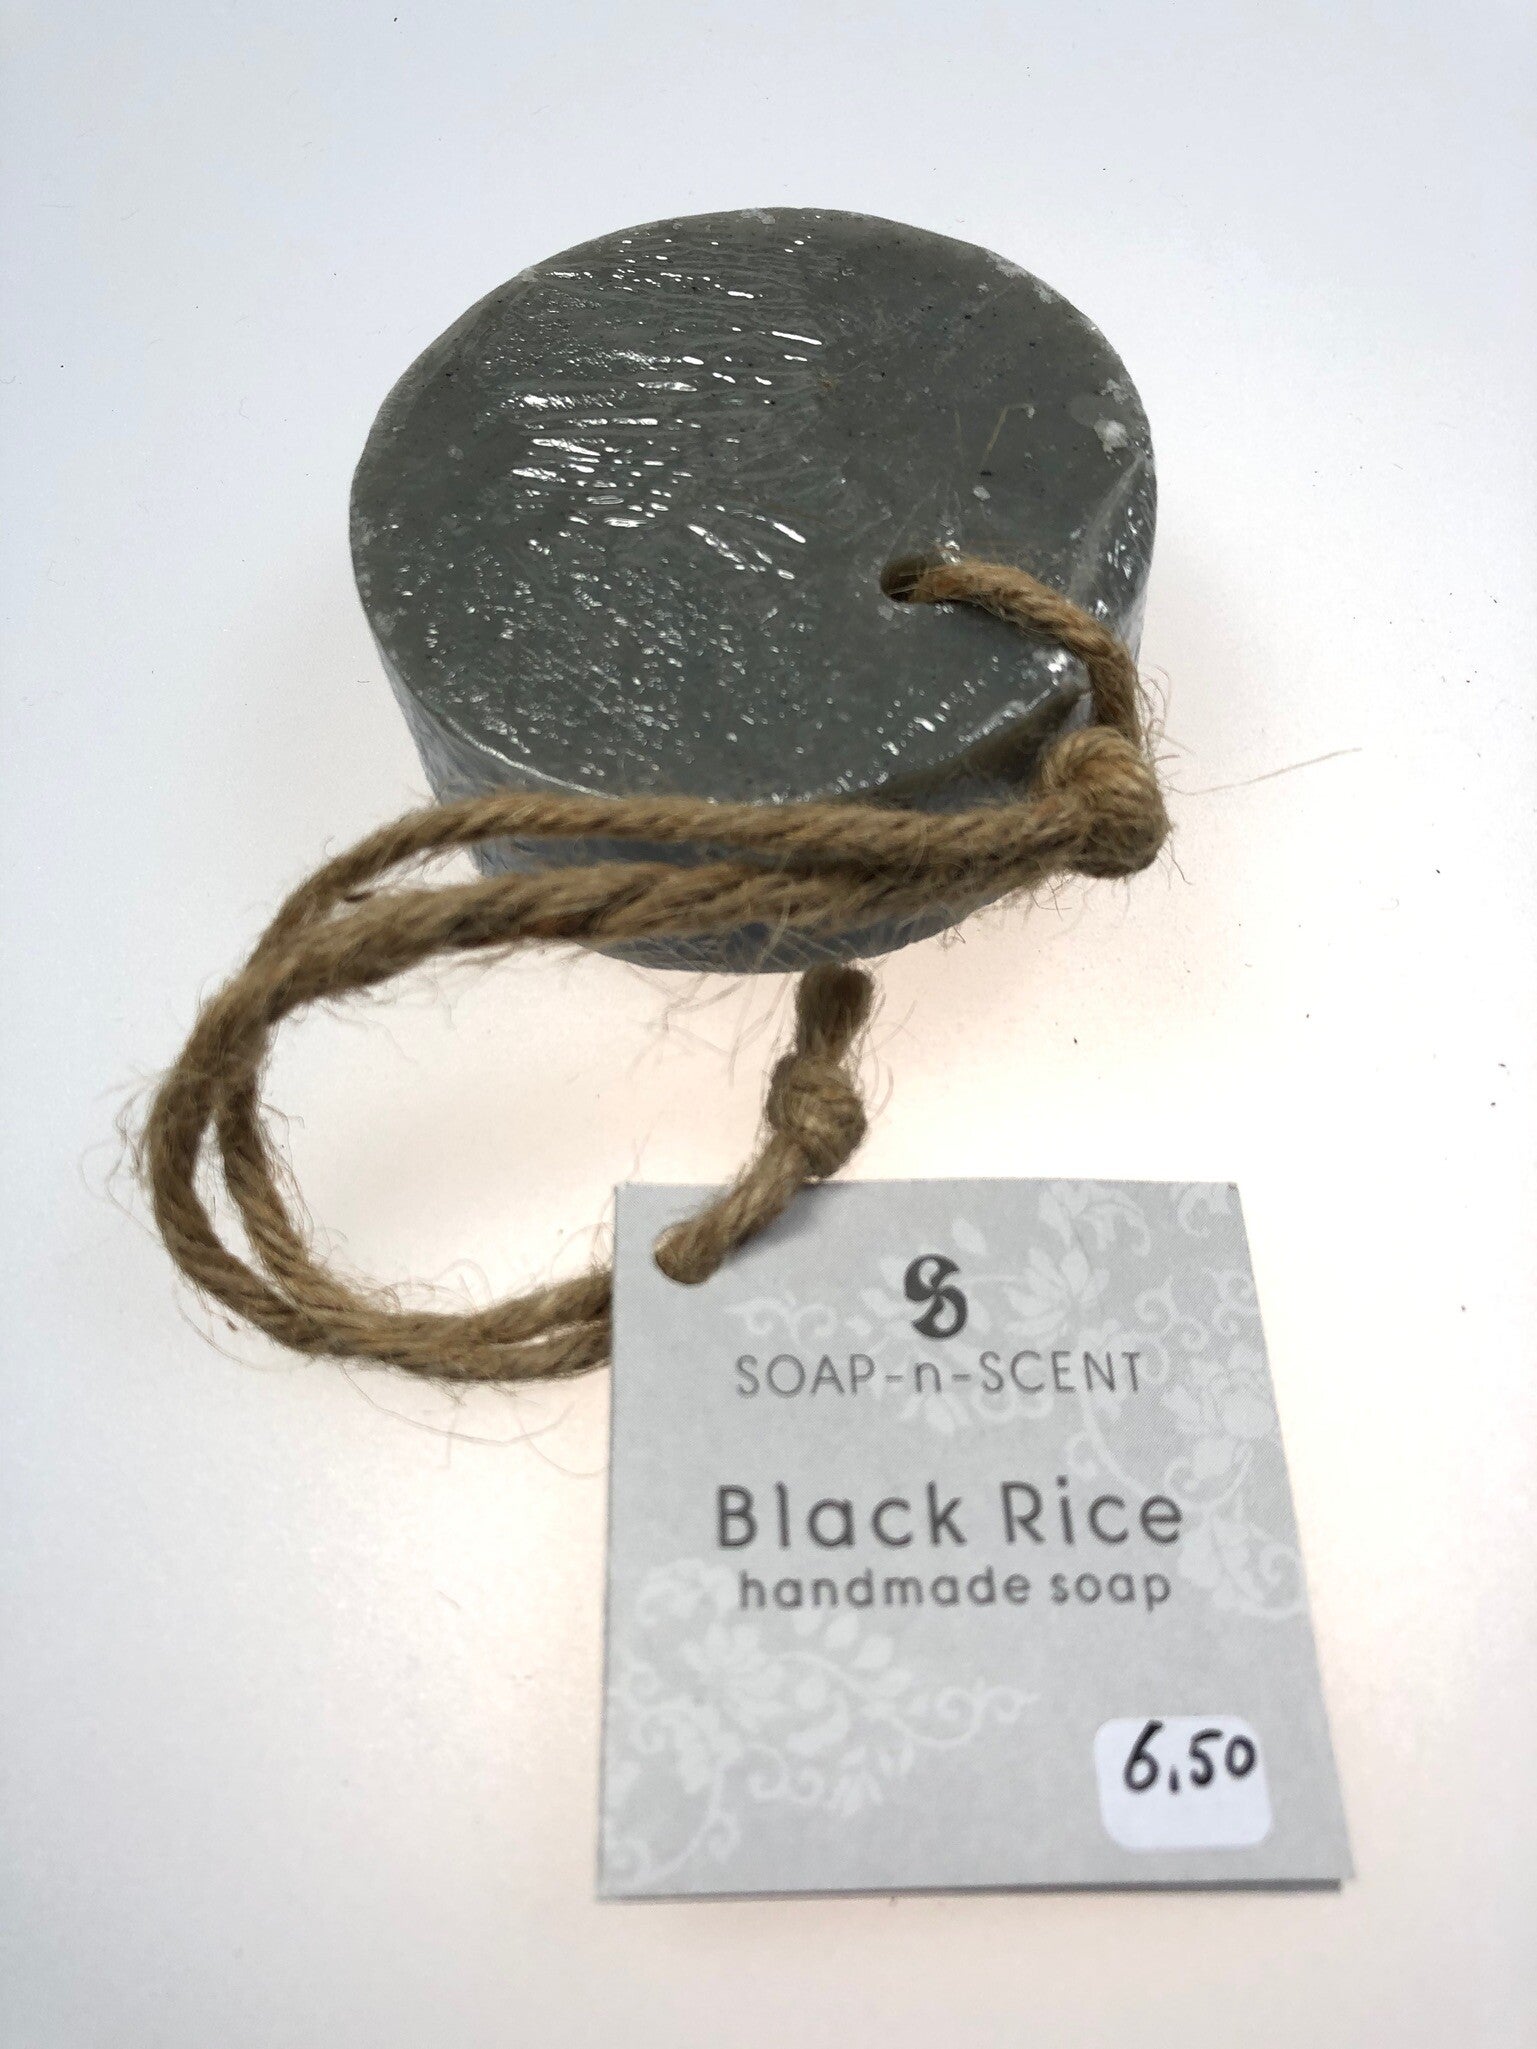 SOAP-n-SCENT
Black Rice
handmade soap
6,50